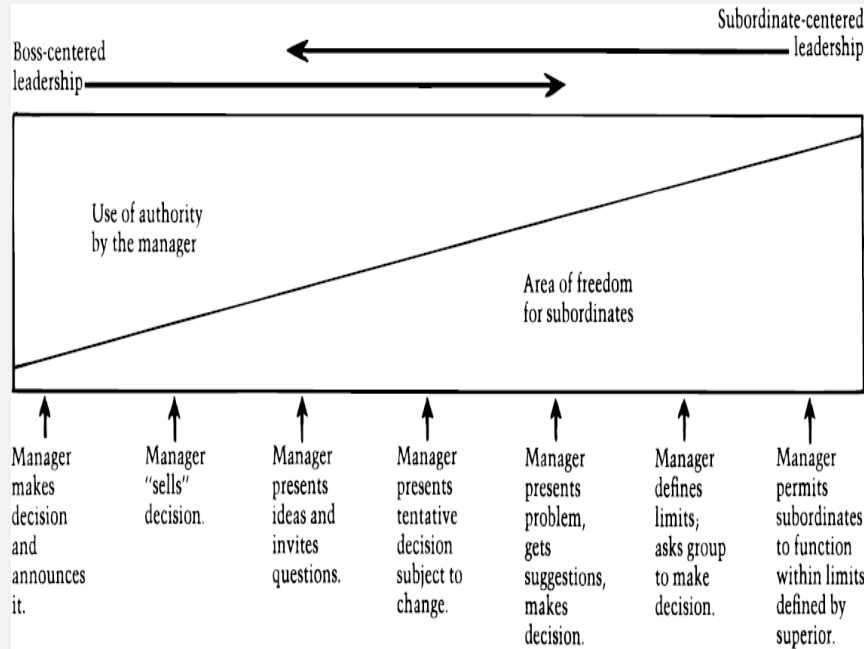 Subordinate-centered
leadership
Boss-centered
leadership
Use of authority
by the manager
Area of freedom
for subordinates
Manager
makes
decision
and
announces
it.
Manager
“sells”
decision.
Manager
presents
ideas and
invites
questions.
Manager
presents
tentative
decision
subject to
change.
Manager
presents
problem,
gets
suggestions,
makes
decision.
Manager
defines
limits;
asks group
to make
decision.
Manager
permits
subordinates
to function
within limits
defined by
superior.